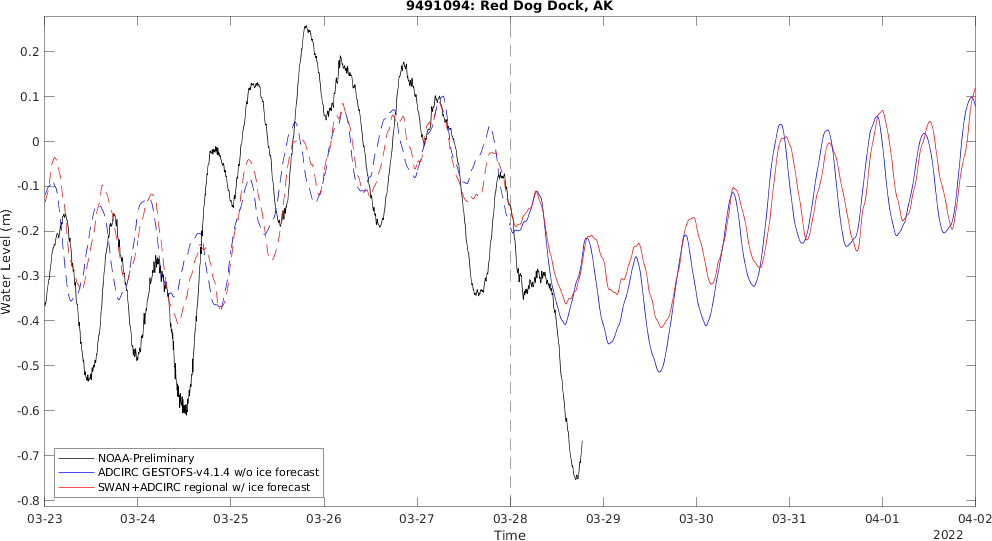 9491094: Red Dog Dock, AK
0.2
0.1
0
-0.1
-0.2
-0.3
-0.4
-0.5
-0.6
-0.7
-0.8
Water Level (m)
NOAA-Preliminary
ADCIRC GESTOFS-v4.1.4 w/o ice forecast
SWAN+ADCIRC regional w/ ice forecast
03-23 03-24 03-25 03-26 03-27 03-28 03-29 03-30 03-31 04-01 04-02
Time
2022